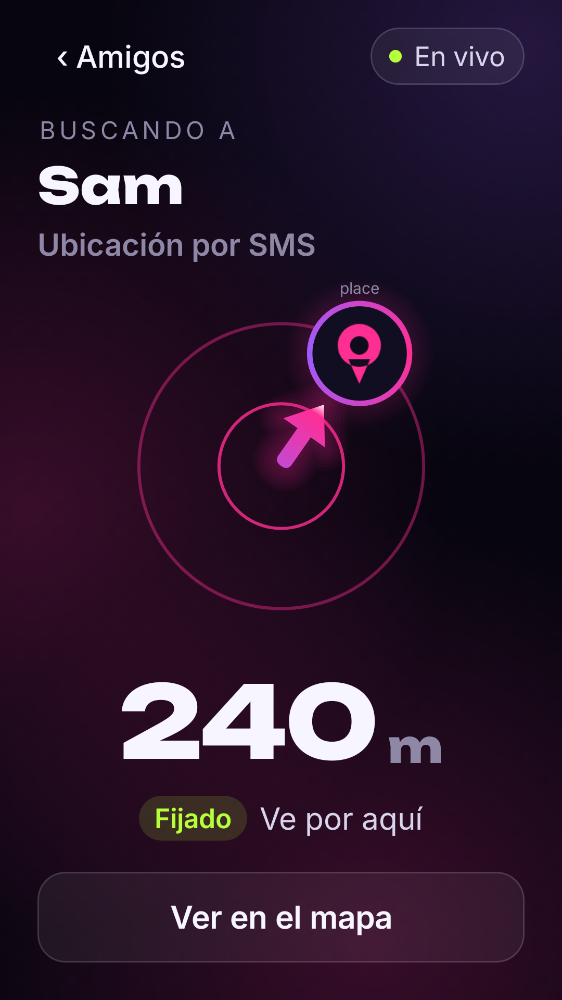 ‹ Amigos
En vivo
BUSCANDO A
Sam
Ubicación por SMS
place
240 m
Fijado Ve por aquí
Ver en el mapa